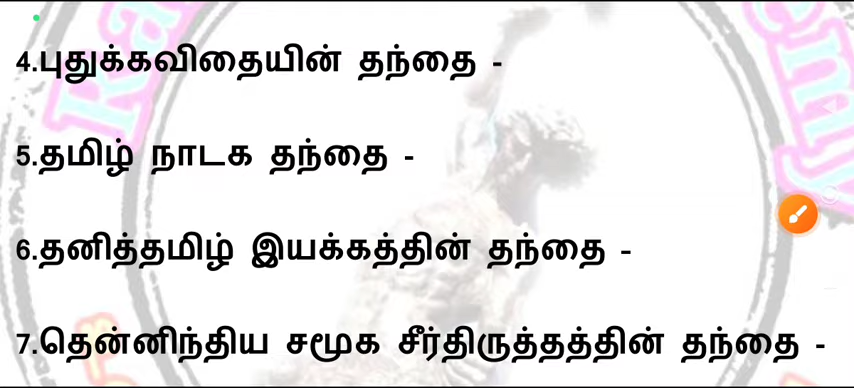 4.புதுக்கவிதையின் தந்தை -
5.தமிழ் நாடக தந்தை -
6.தனித்தமிழ் இயக்கத்தின் தந்தை -
7.தென்னிந்திய சமூக சீர்திருத்தத்தின் தந்தை -